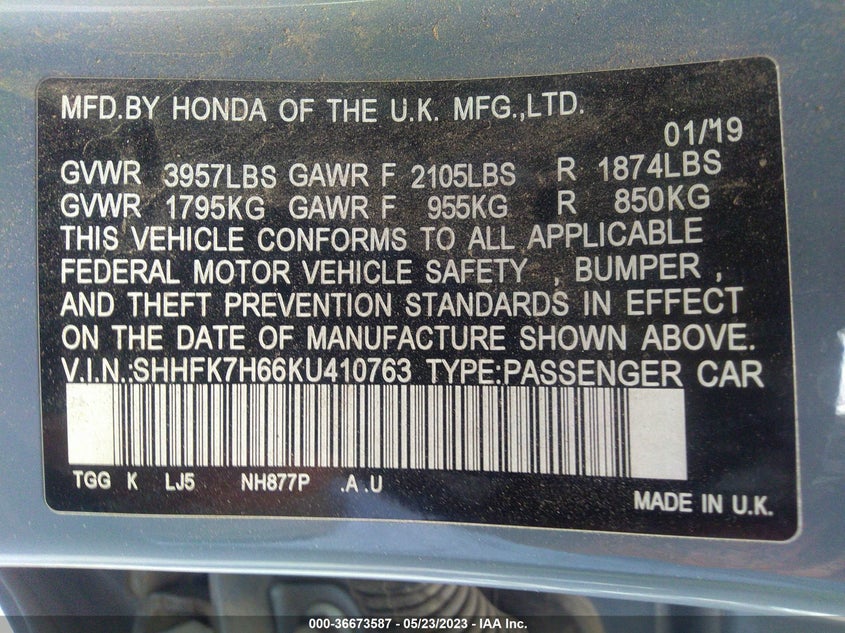 MFD.BY HONDA OF THE U.K. MFG.,LTD.
01/'19
GVWR 3957LBS GAWR F 2105LBS R 1874LBS
GVWR 1795KG GAWR F 955KG R 850KG
THIS VEHICLE CONFORMS TO ALL APPLICABLE
FEDERAL MOTOR VEHICLE SAFETY , BUMPER ,
AND THEFT PREVENTION STANDARDS IN EFFECT
ON THE DATE OF MANUFACTURE SHOWN ABOVE.
V.I.N.:SHHFK7H66KU410763 TYPE:PASSENGER CAR
TGG K LJ5 NH877P .A .U
MADE IN U.K.
000-36673587 - 05/23/2023 - IAA Inc.